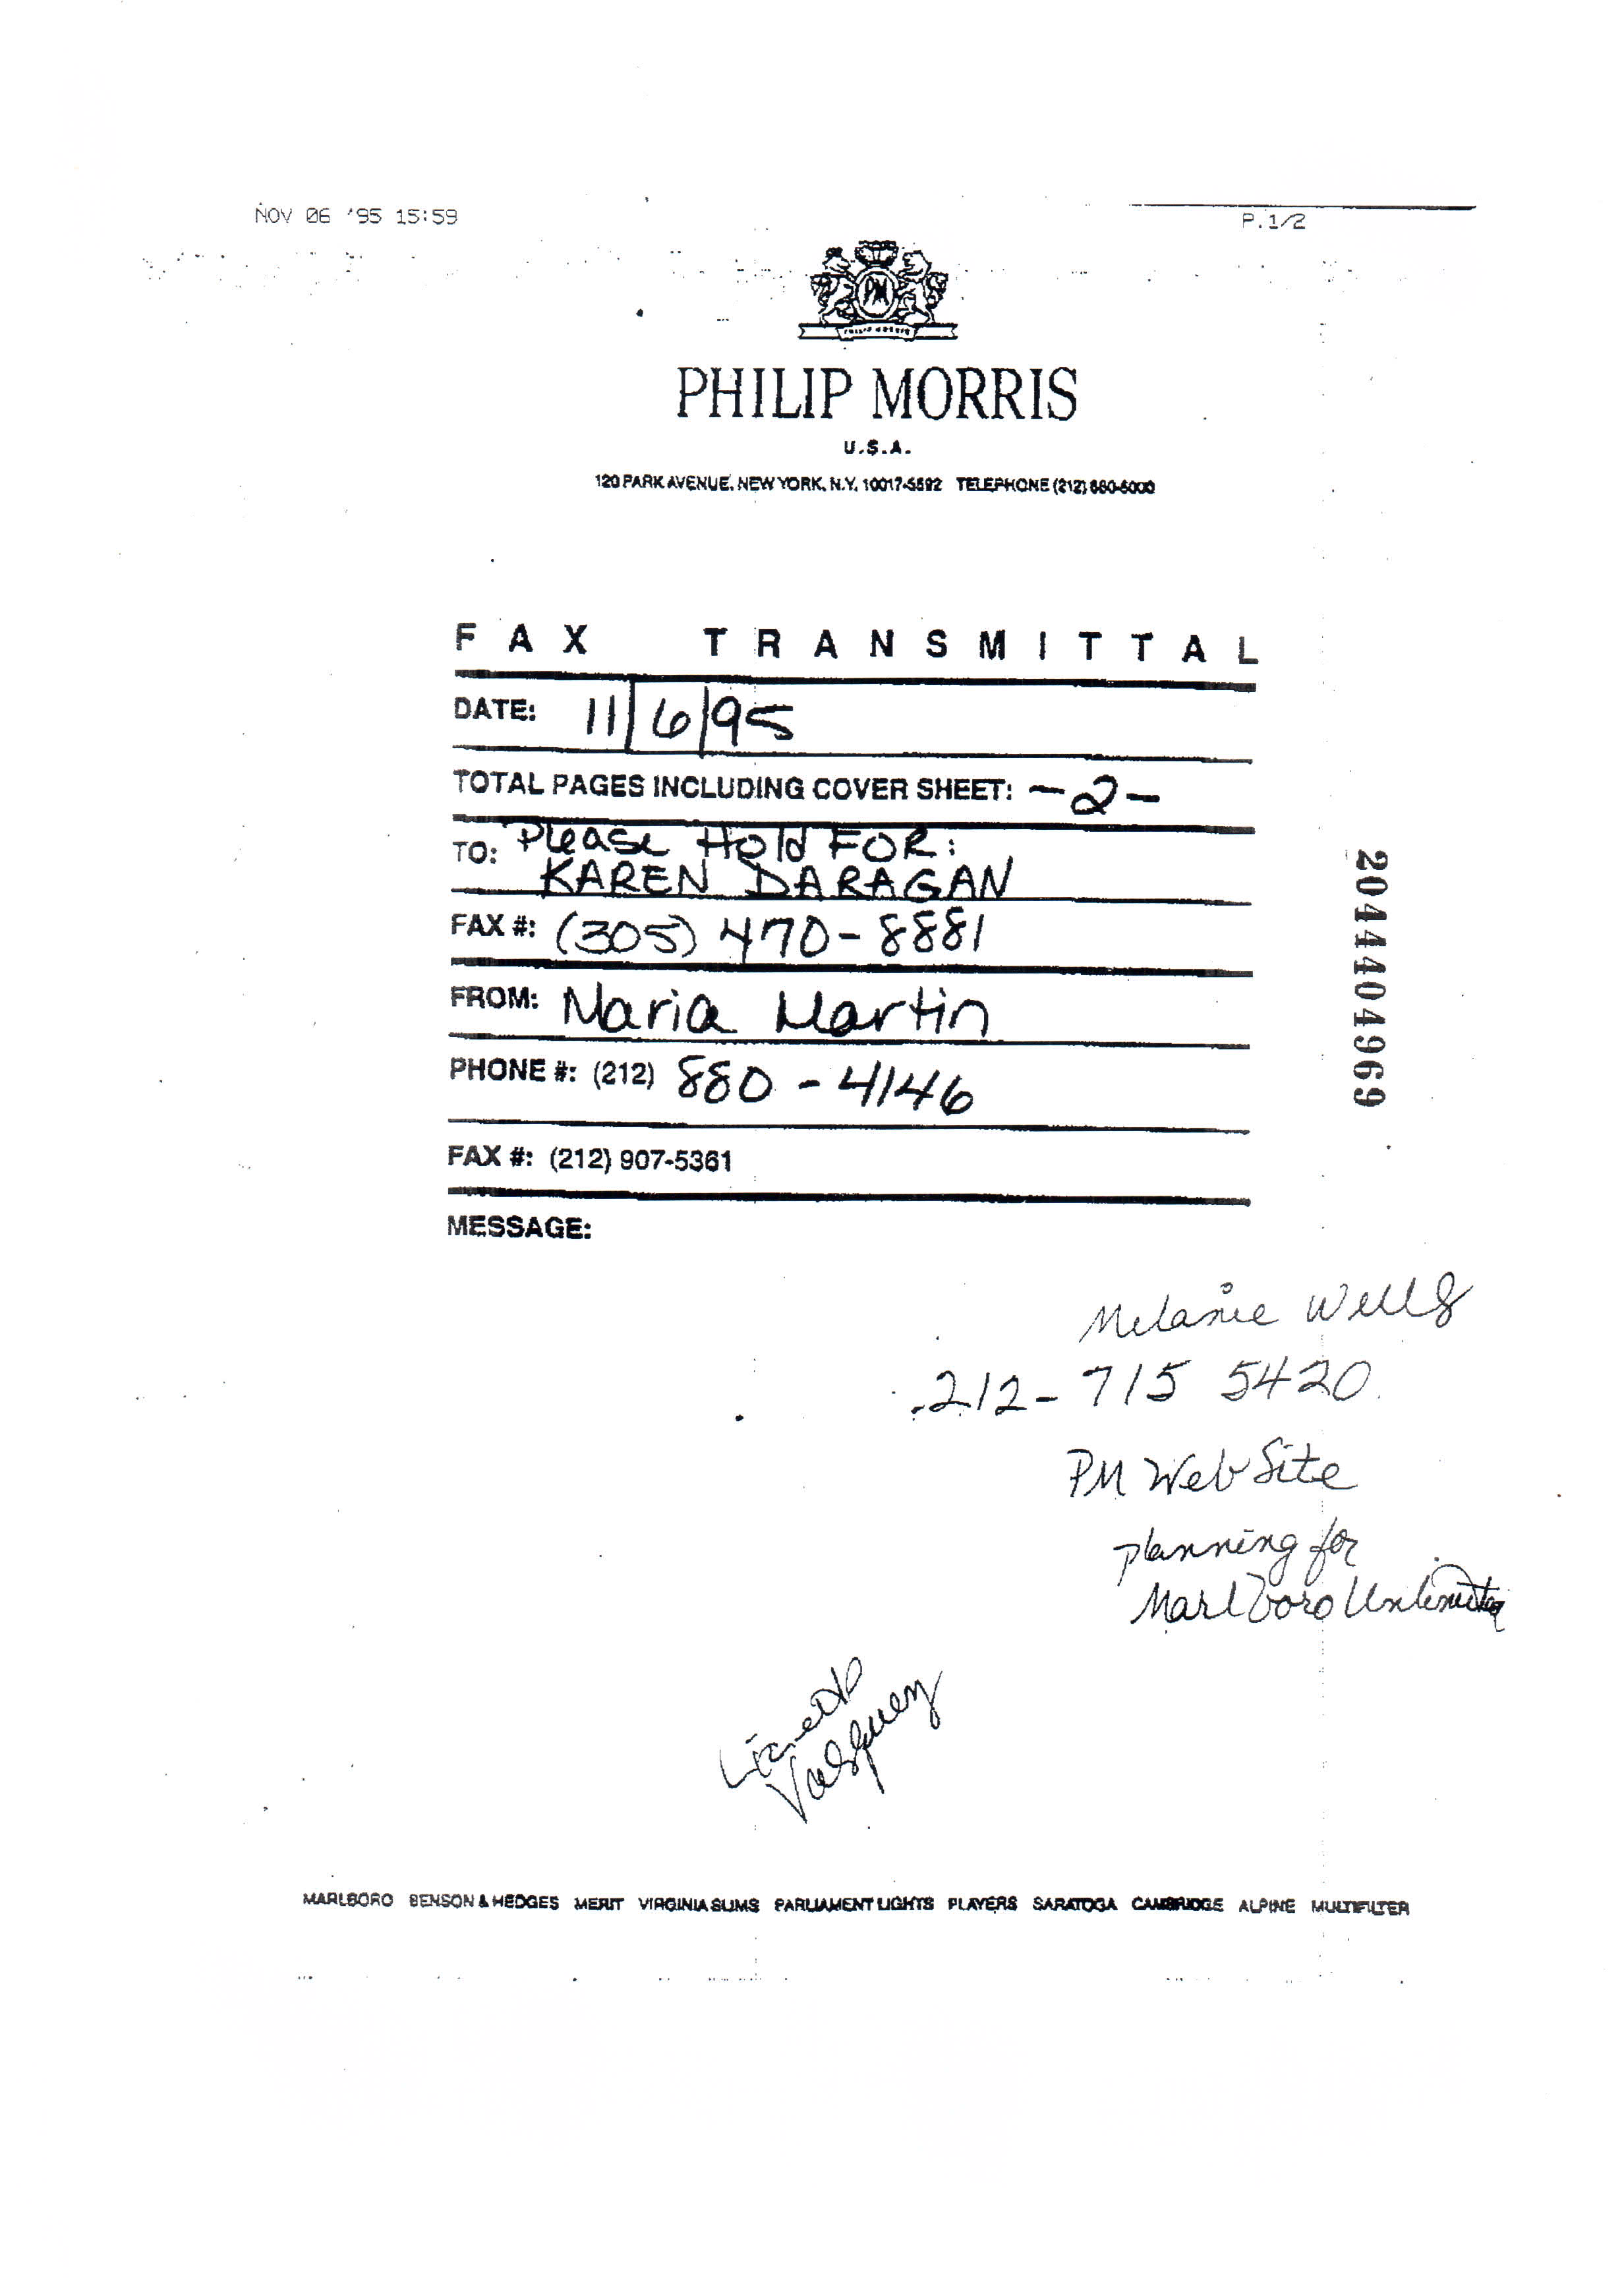 NOV 06 '95 15:59 P.1/2
PM
PHILIP MORRIS
U.S.A.
120 PARK AVENUE, NEW YORK, N.Y. 10017-5592 TELEPHONE (212) 880-5000
FAX TRANSMITTAL
DATE: 11/6/95
TOTAL PAGES INCLUDING COVER SHEET: -2-
TO: Please Hold FOR:
KAREN DARAGAN
FAX #: (305) 470-8881
FROM: Maria Martin
PHONE #: (212) 880-4146
FAX #: (212) 907-5361
MESSAGE:
2044404969
Melanie Wells
212-715 5420
PM Web Site
planning for
Marlboro Unlimited
Vasquez
MARLBORO BENSON & HEDGES MERIT VIRGINIA SLIMS PARLIAMENT LIGHTS PLAYERS SARATOGA CAMBRIDGE ALPINE MULTIFILTER